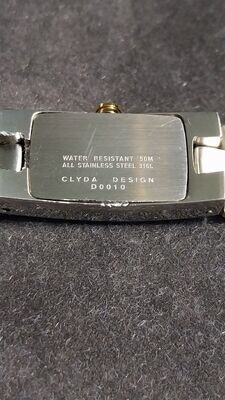 WATER RESISTANT 50M
ALL STAINLESS STEEL 316L
CLYDA DESIGN
D0010